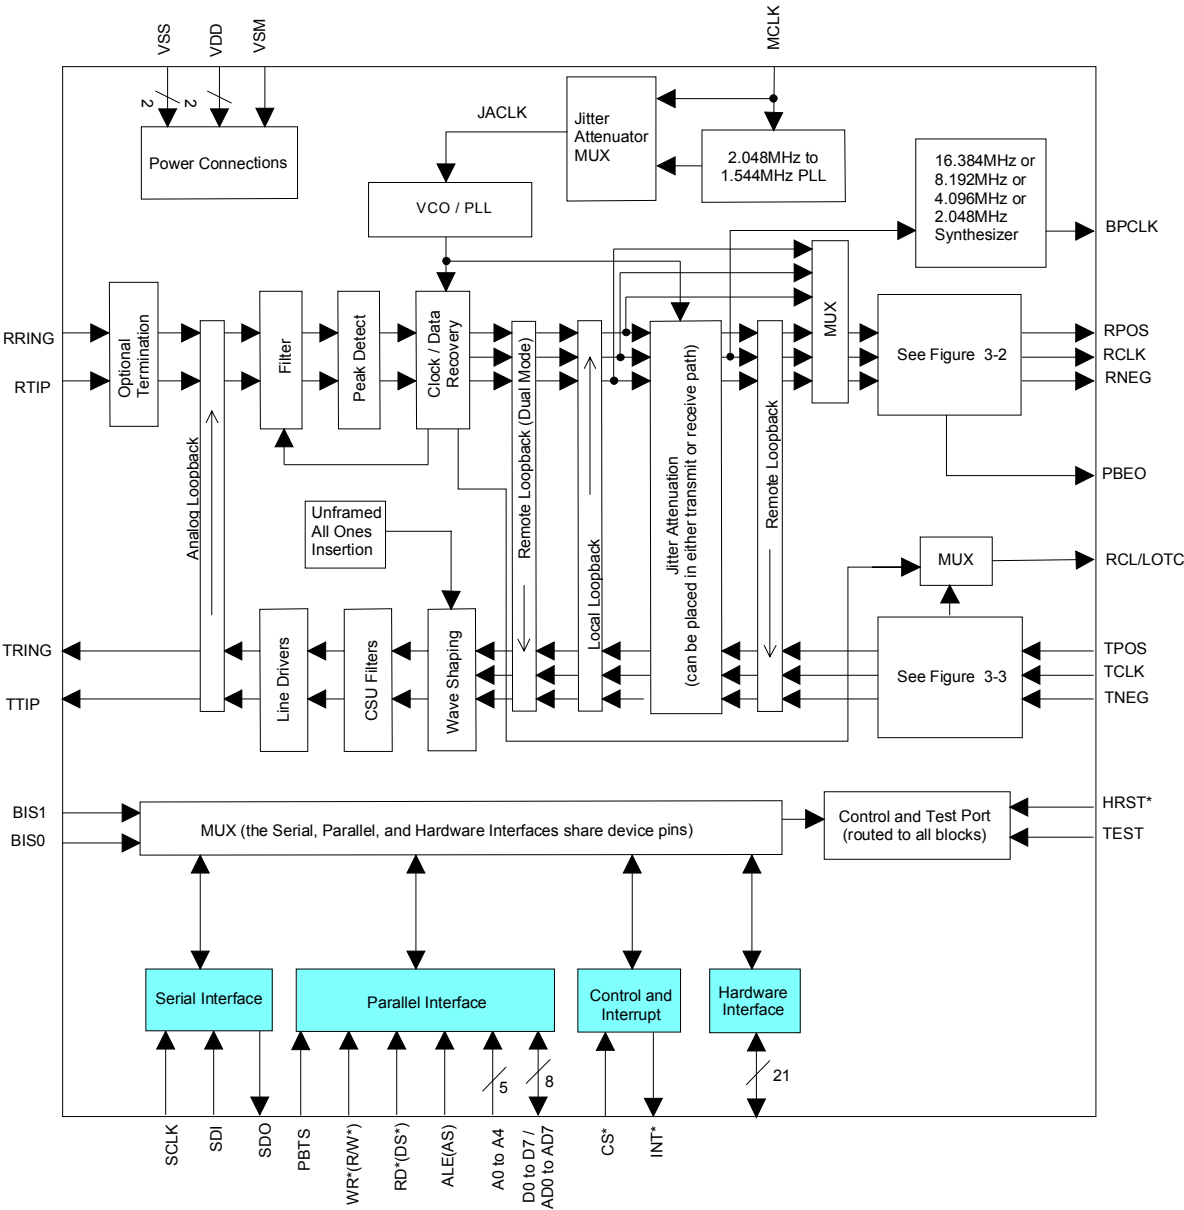 VSS
VDD
VSM
MCLK
2
2
Power Connections
JACLK
Jitter
Attenuator
MUX
2.048MHz to
1.544MHz PLL
16.384MHz or
8.192MHz or
4.096MHz or
2.048MHz
Synthesizer
BPCLK
VCO / PLL
RRING
RTIP
Optional
Termination
Filter
Peak Detect
Clock / Data
Recovery
MUX
See Figure 3-2
RPOS
RCLK
RNEG
PBEO
Analog Loopback
Remote Loopback (Dual Mode)
Local Loopback
Jitter Attenuation
(can be placed in either transmit or receive path)
Remote Loopback
Unframed
All Ones
Insertion
MUX
RCL/LOTC
TRING
TTIP
Line Drivers
CSU Filters
Wave Shaping
See Figure 3-3
TPOS
TCLK
TNEG
BIS1
BIS0
MUX (the Serial, Parallel, and Hardware Interfaces share device pins)
Control and Test Port
(routed to all blocks)
HRST*
TEST
Serial Interface
Parallel Interface
Control and
Interrupt
Hardware
Interface
5
8
21
SCLK
SDI
SDO
PBTS
WR*(R/W*)
RD*(DS*)
ALE(AS)
A0 to A4
D0 to D7 /
AD0 to AD7
CS*
INT*